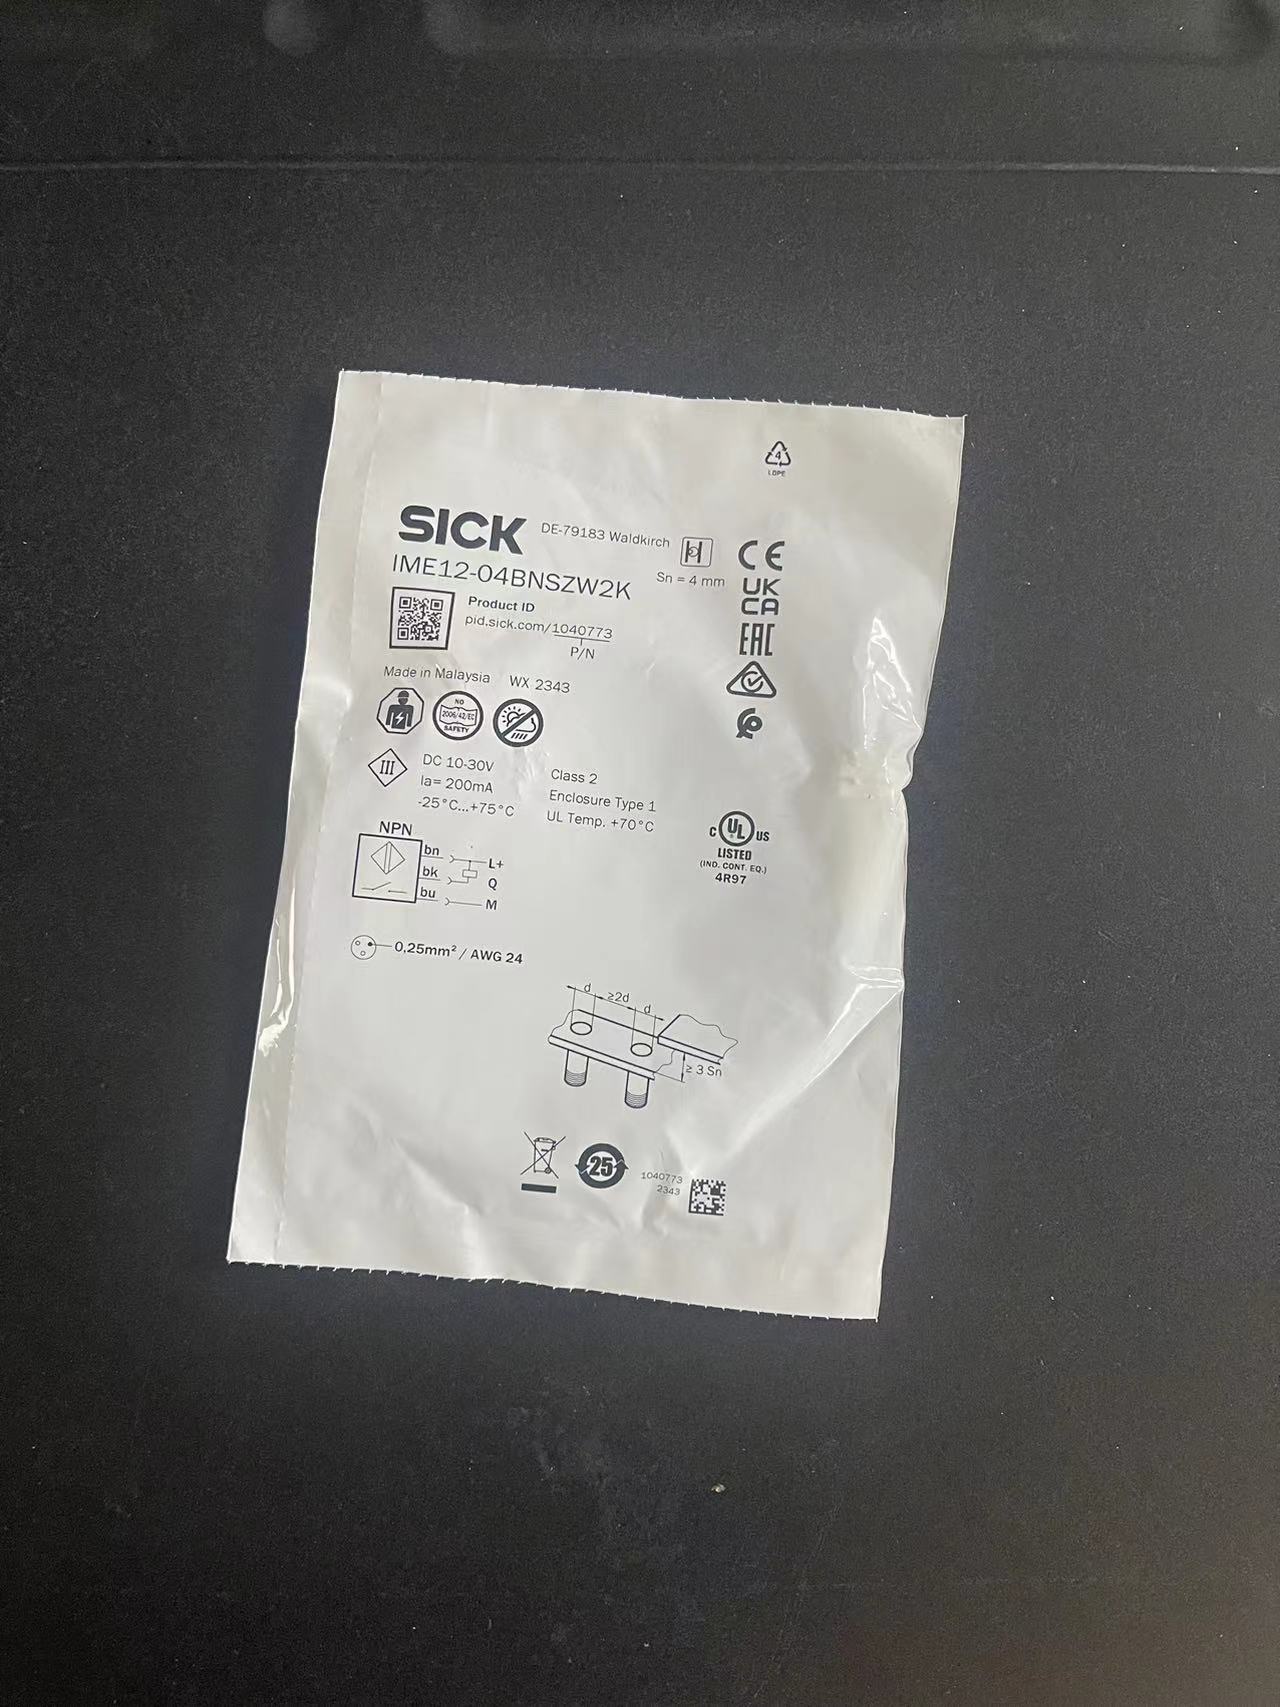 4
LDPE
SICK DE-79183 Waldkirch
IME12-04BNSZW2K
Sn = 4 mm
CE
UK
CA
EAC
Product ID
pid.sick.com/1040773
P/N
Made in Malaysia WX 2343
NO
2006/42/EC
SAFETY
III
DC 10-30V
Ia= 200mA
-25°C...+75°C
Class 2
Enclosure Type 1
UL Temp. +70°C
C UL US
LISTED
(IND. CONT. EQ.)
4R97
NPN
bn L+
bk Q
bu M
0,25mm² / AWG 24
d ≥2d d
≥ 3 Sn
25
1040773
2343